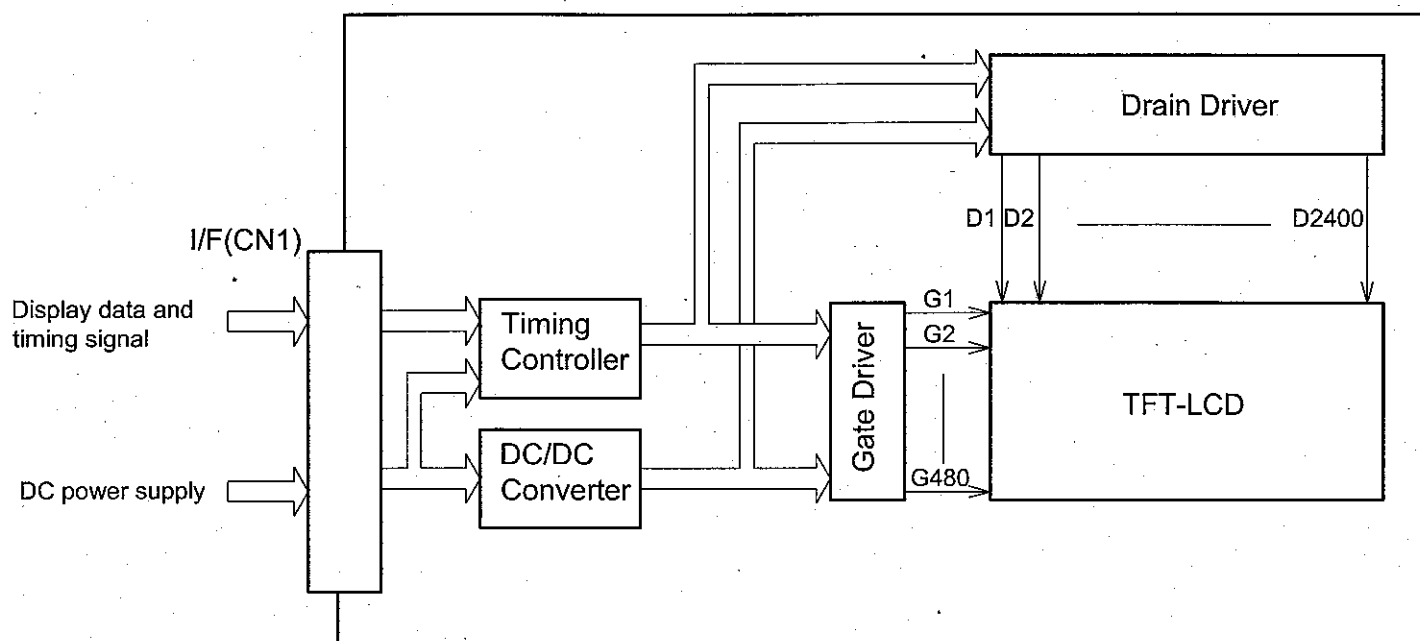 Drain Driver
D1 D2 D2400
I/F(CN1)
Display data and
timing signal
Timing
Controller
Gate Driver
G1
G2
TFT-LCD
DC/DC
Converter
G480
DC power supply